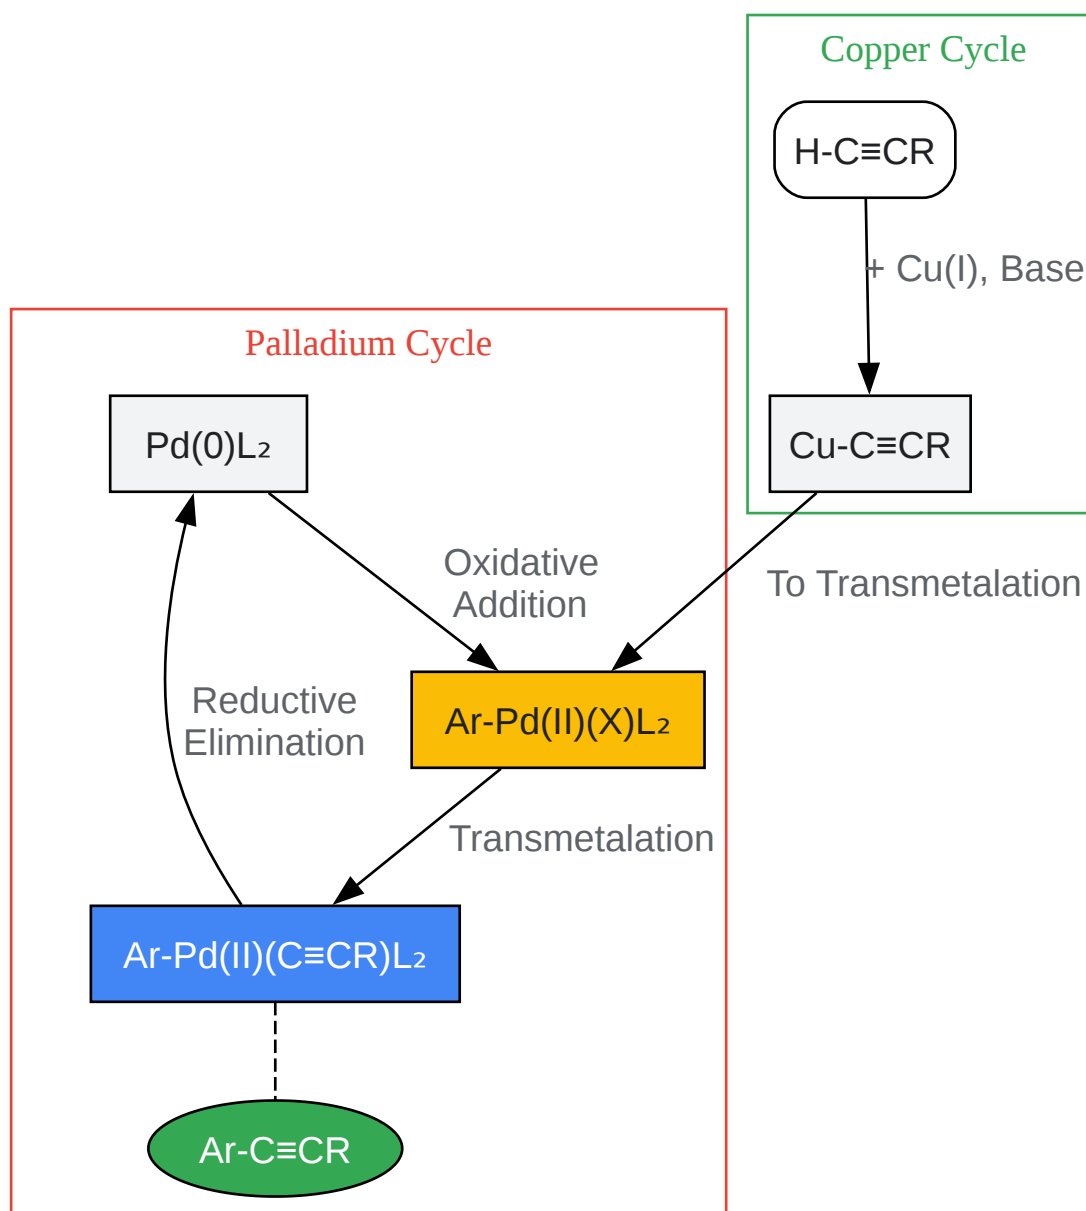 Copper Cycle
H-C≡CR
+ Cu(I), Base
Palladium Cycle
Pd(0)L₂
Cu-C≡CR
Oxidative
Addition
To Transmetalation
Reductive
Elimination
Ar-Pd(II)(X)L₂
Transmetalation
Ar-Pd(II)(C≡CR)L₂
Ar-C≡CR